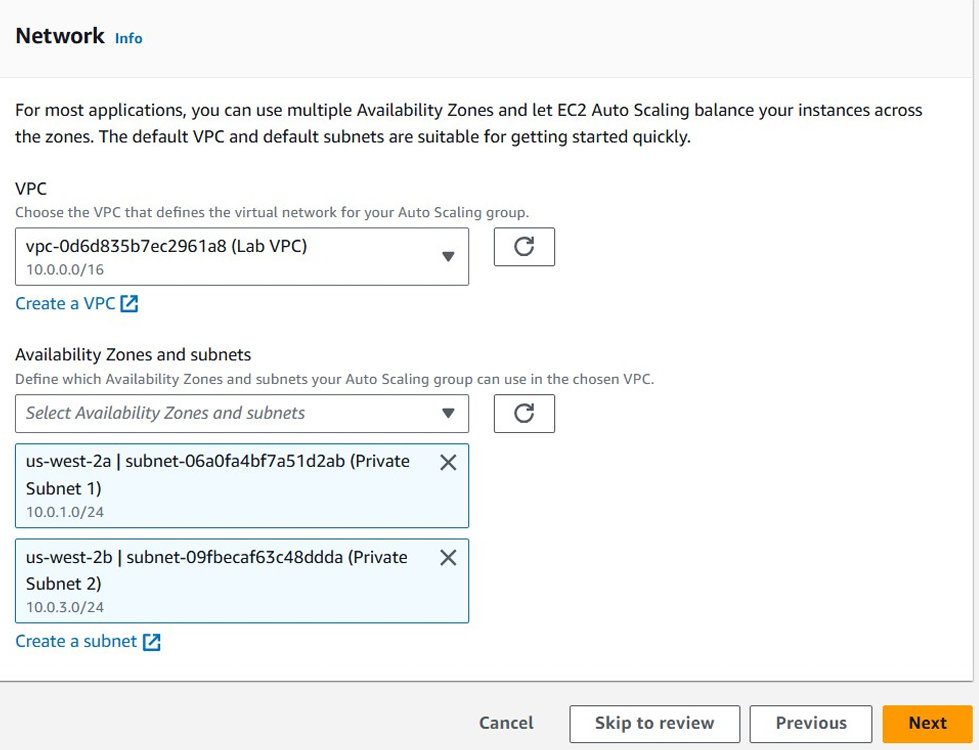 Network Info
For most applications, you can use multiple Availability Zones and let EC2 Auto Scaling balance your instances across
the zones. The default VPC and default subnets are suitable for getting started quickly.
VPC
Choose the VPC that defines the virtual network for your Auto Scaling group.
vpc-0d6d835b7ec2961a8 (Lab VPC)
10.0.0.0/16
Create a VPC
Availability Zones and subnets
Define which Availability Zones and subnets your Auto Scaling group can use in the chosen VPC.
Select Availability Zones and subnets
us-west-2a | subnet-06a0fa4bf7a51d2ab (Private
Subnet 1)
10.0.1.0/24
us-west-2b | subnet-09fbecaf63c48ddda (Private
Subnet 2)
10.0.3.0/24
Create a subnet
Cancel Skip to review Previous Next